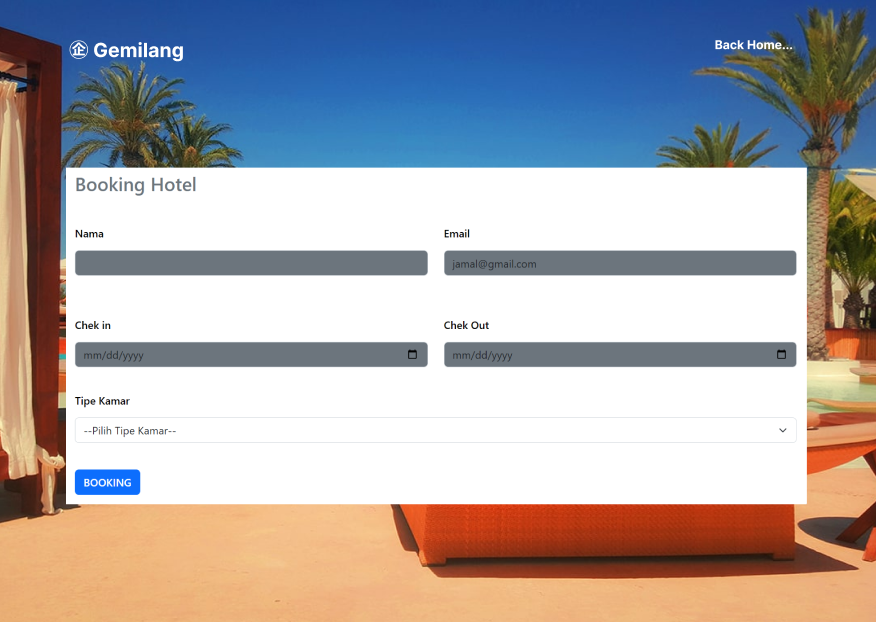 企 Gemilang
Back Home...
Booking Hotel
Nama
Email
jamal@gmail.com
Chek in
Chek Out
mm/dd/yyyy
mm/dd/yyyy
Tipe Kamar
--Pilih Tipe Kamar--
BOOKING